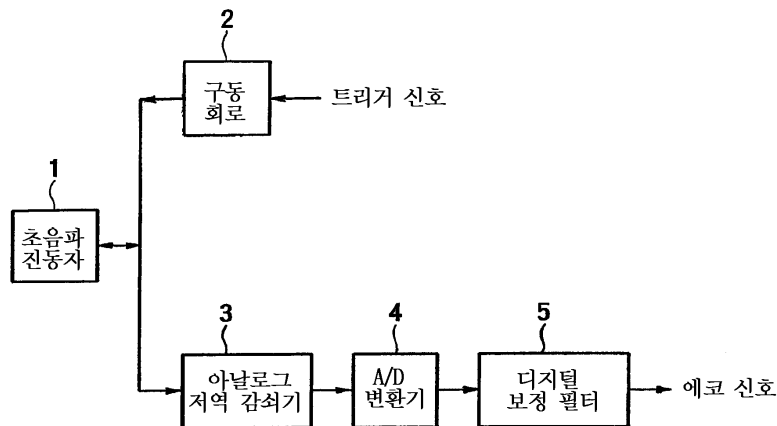 2
구동
회로
트리거 신호
1
초음파
진동자
3
아날로그
저역 감쇠기
4
A/D
변환기
5
디지털
보정 필터
에코 신호